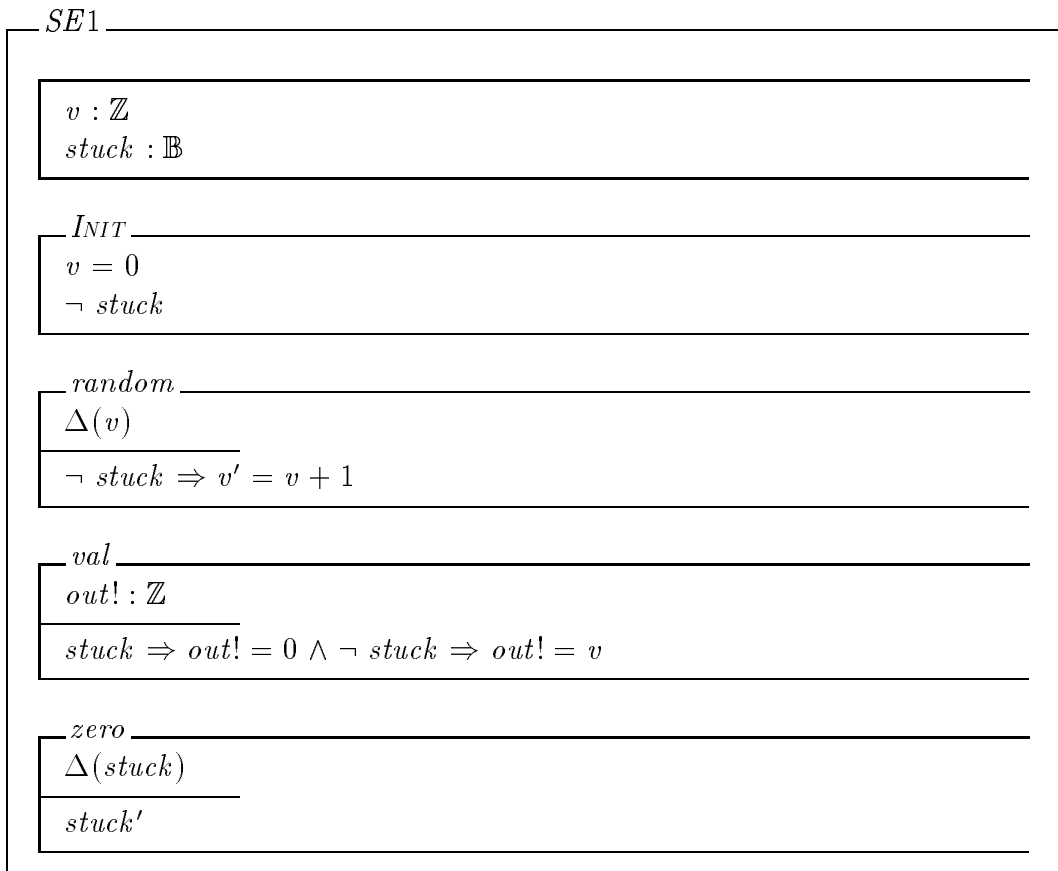 SE1
v : ℤ
stuck : 𝔹
INIT
v = 0
¬ stuck
random
Δ(v)
¬ stuck ⇒ v′ = v + 1
val
out! : ℤ
stuck ⇒ out! = 0 ∧ ¬ stuck ⇒ out! = v
zero
Δ(stuck)
stuck′